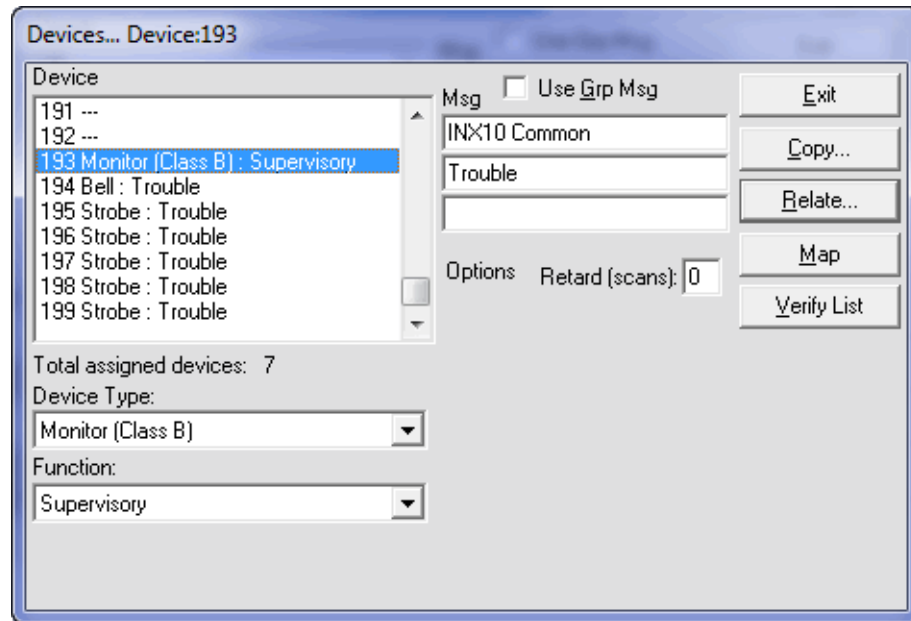 Devices... Device:193
Device
191 ---
192 ---
193 Monitor (Class B) : Supervisory
194 Bell : Trouble
195 Strobe : Trouble
196 Strobe : Trouble
197 Strobe : Trouble
198 Strobe : Trouble
199 Strobe : Trouble
Total assigned devices: 7
Device Type:
Monitor (Class B)
Function:
Supervisory
Msg Use Grp Msg
INX10 Common
Trouble
Options Retard (scans): 0
Exit
Copy...
Relate...
Map
Verify List